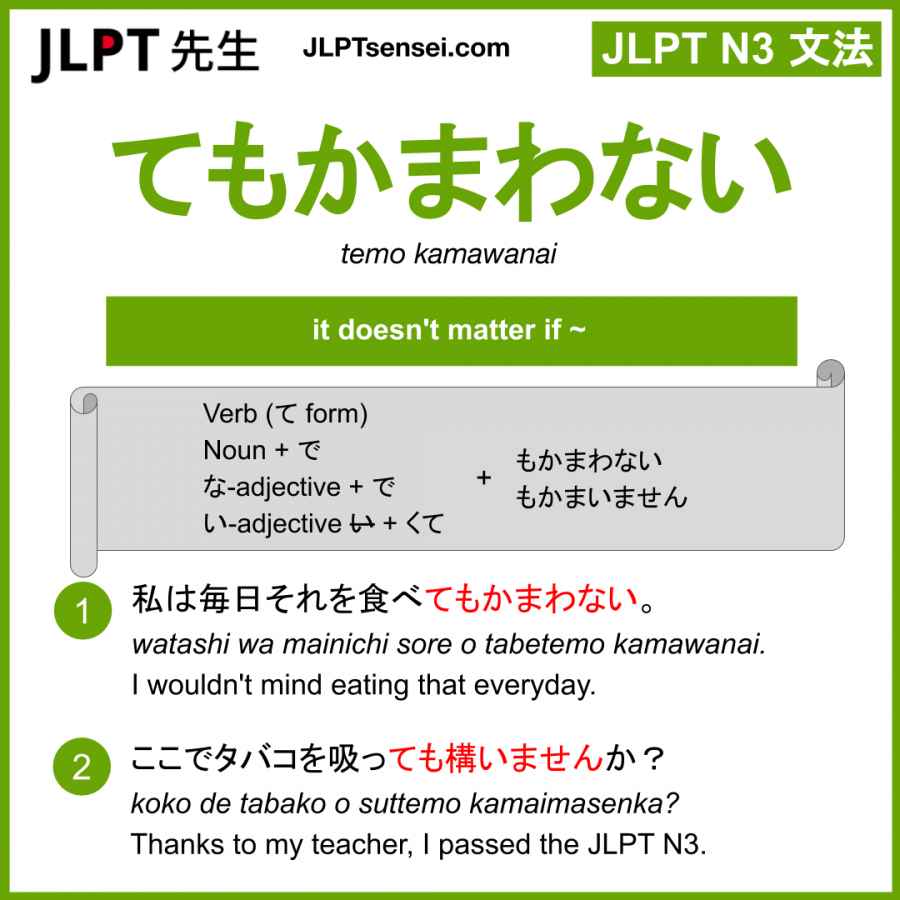 JLPT 先生
JLPTsensei.com
JLPT N3 文法
てもかまわない
temo kamawanai
it doesn't matter if ~
Verb (て form)
Noun + で
な-adjective + で
い-adjective い + くて
+
もかまわない
もかまいません
1
私は毎日それを食べてもかまわない。
watashi wa mainichi sore o tabetemo kamawanai.
I wouldn't mind eating that everyday.
2
ここでタバコを吸っても構いませんか？
koko de tabako o suttemo kamaimasenka?
Thanks to my teacher, I passed the JLPT N3.